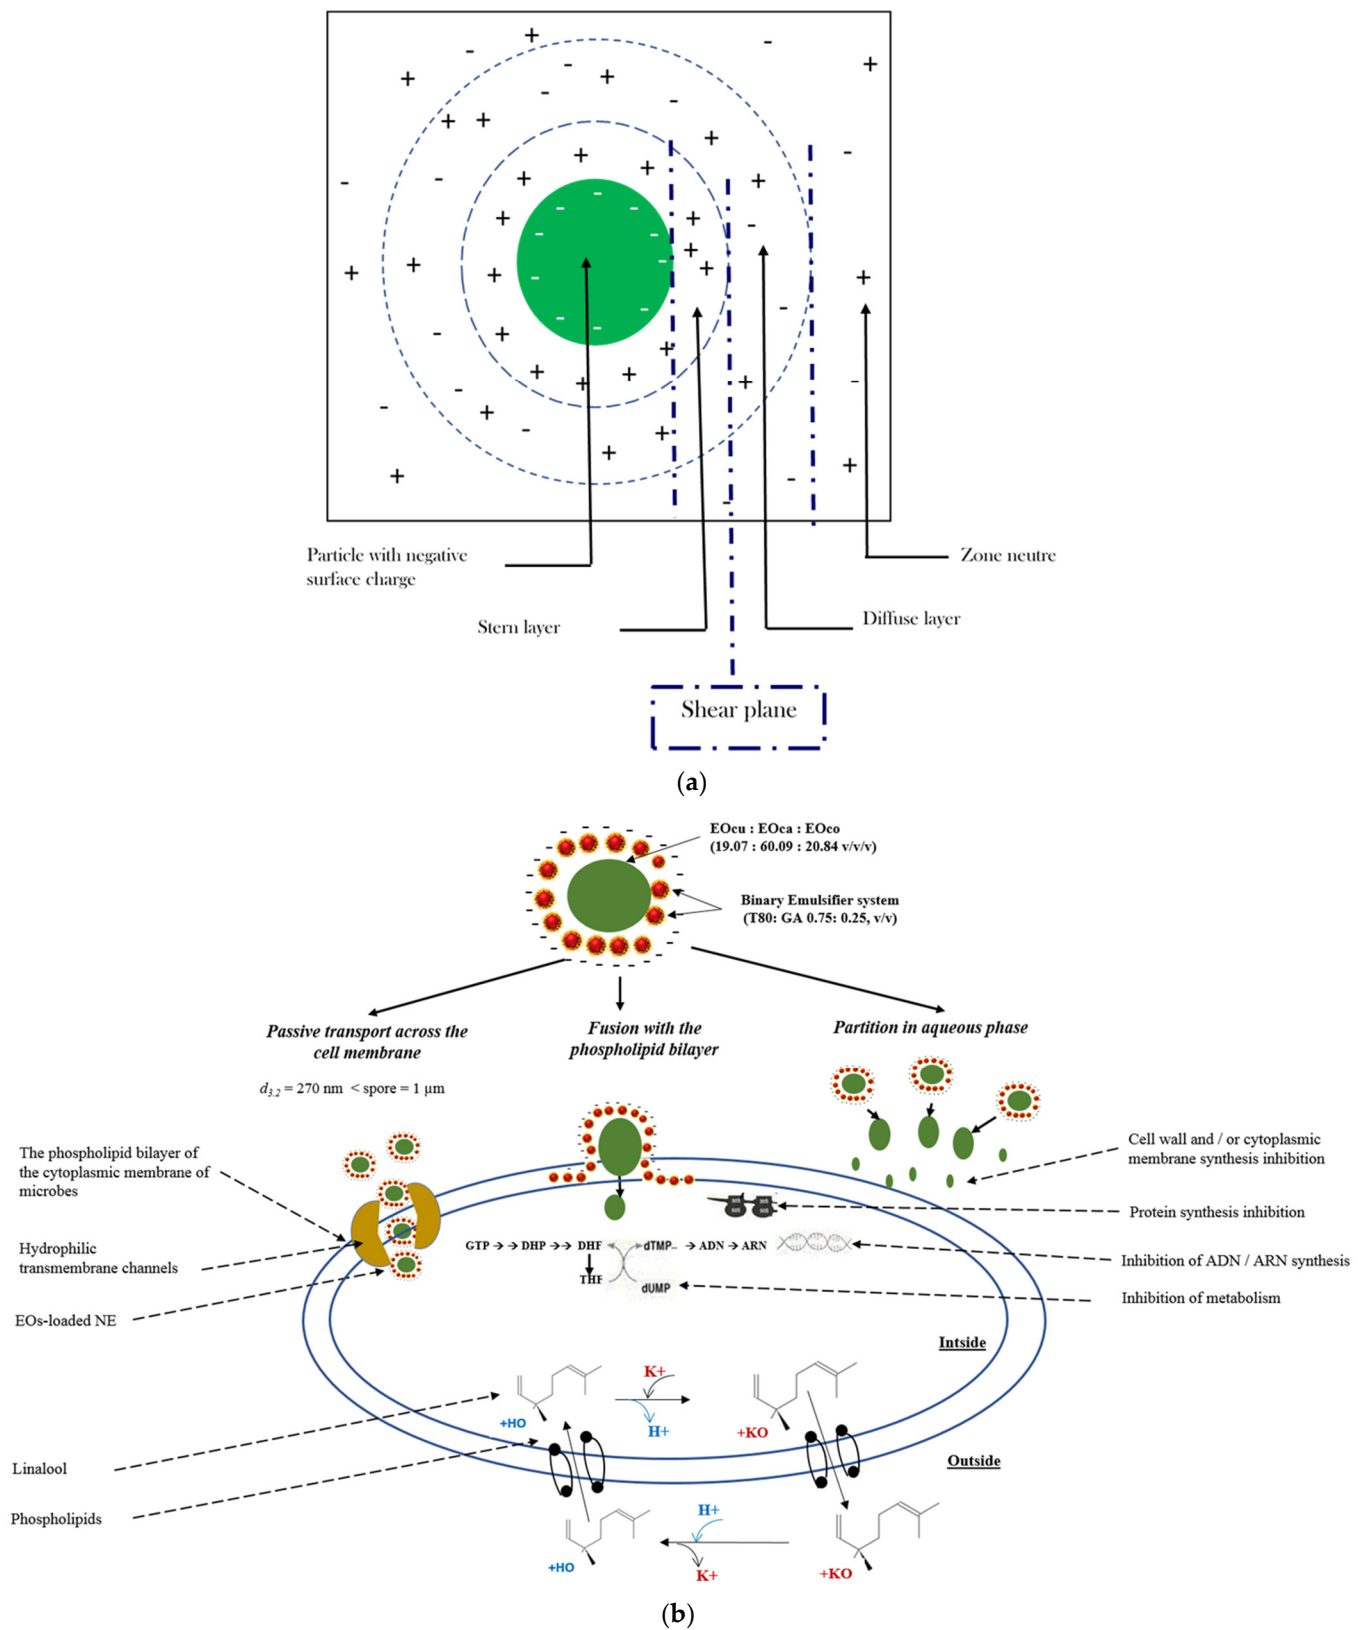 Particle with negative
surface charge
Zone neutre
Stern layer
Diffuse layer
Shear plane
(a)
EOcu : EOca : EOco
(19.07 : 60.09 : 20.84 v/v/v)
Binary Emulsifier system
(T80: GA 0.75: 0.25, v/v)
Passive transport across the
cell membrane
Fusion with the
phospholipid bilayer
Partition in aqueous phase
d3.2 = 270 nm < spore = 1 µm
The phospholipid bilayer of
the cytoplasmic membrane of
microbes
Cell wall and / or cytoplasmic
membrane synthesis inhibition
Protein synthesis inhibition
Hydrophilic
transmembrane channels
GTP → → DHP → → DHF dTMP → ADN → ARN
Inhibition of ADN / ARN synthesis
THF
dUMP
Inhibition of metabolism
EOs-loaded NE
Intside
K+
+HO
H+
+KO
Outside
Linalool
Phospholipids
H+
+HO
K+
+KO
(b)